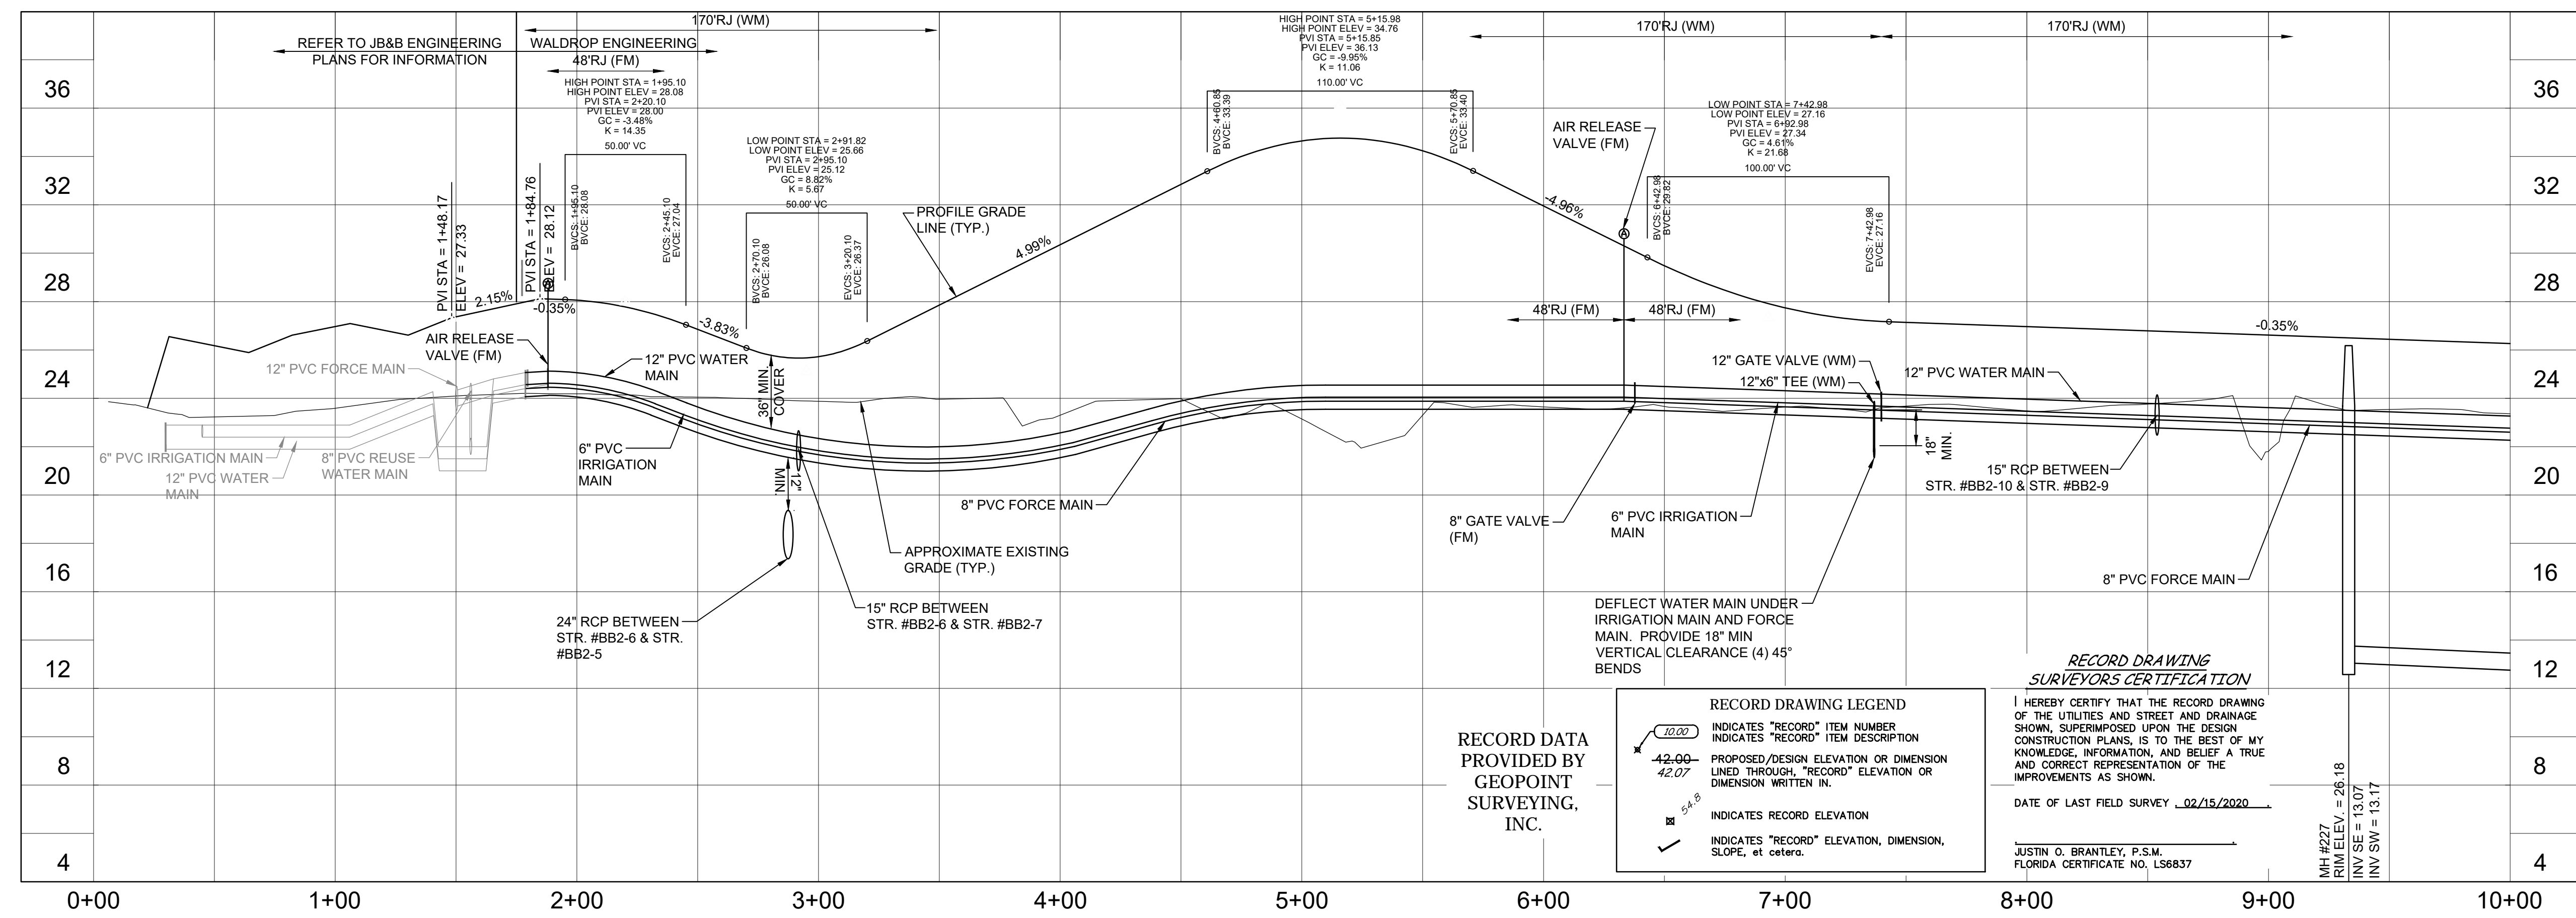 170'RJ (WM)
REFER TO JB&B ENGINEERING
PLANS FOR INFORMATION
WALDROP ENGINEERING
48'RJ (FM)
HIGH POINT STA = 1+95.10
HIGH POINT ELEV = 28.08
PVI STA = 2+20.10
PVI ELEV = 28.00
GC = -3.48%
K = 14.35
50.00' VC
BVCS: 1+95.10
BVCE: 28.08
EVCS: 2+45.10
EVCE: 27.04
LOW POINT STA = 2+91.82
LOW POINT ELEV = 25.66
PVI STA = 2+95.10
PVI ELEV = 25.12
GC = 8.82%
K = 5.67
50.00' VC
BVCS: 2+70.10
BVCE: 26.08
EVCS: 3+20.10
EVCE: 26.37
HIGH POINT STA = 5+15.98
HIGH POINT ELEV = 34.76
PVI STA = 5+15.85
PVI ELEV = 36.13
GC = -9.95%
K = 11.06
110.00' VC
BVCS: 4+60.85
BVCE: 33.39
EVCS: 5+70.85
EVCE: 33.40
170'RJ (WM)
170'RJ (WM)
LOW POINT STA = 7+42.98
LOW POINT ELEV = 27.16
PVI STA = 6+92.98
PVI ELEV = 27.34
GC = 4.61%
K = 21.68
100.00' VC
BVCS: 6+42.98
BVCE: 29.82
EVCS: 7+42.98
EVCE: 27.16
AIR RELEASE
VALVE (FM)
A
-4.96%
PROFILE GRADE
LINE (TYP.)
4.99%
PVI STA = 1+48.17
ELEV = 27.33
PVI STA = 1+84.76
ELEV = 28.12
A
2.15%
-0.35%
-3.83%
-0.35%
48'RJ (FM)
48'RJ (FM)
AIR RELEASE
VALVE (FM)
12" PVC FORCE MAIN
12" PVC WATER
MAIN
36" MIN.
COVER
12" GATE VALVE (WM)
12"x6" TEE (WM)
12" PVC WATER MAIN
6" PVC IRRIGATION MAIN
12" PVC WATER
MAIN
8" PVC REUSE
WATER MAIN
6" PVC
IRRIGATION
MAIN
12"
MIN.
8" PVC FORCE MAIN
18"
MIN.
15" RCP BETWEEN
STR. #BB2-10 & STR. #BB2-9
8" GATE VALVE
(FM)
6" PVC IRRIGATION
MAIN
APPROXIMATE EXISTING
GRADE (TYP.)
8" PVC FORCE MAIN
24" RCP BETWEEN
STR. #BB2-6 & STR.
#BB2-5
15" RCP BETWEEN
STR. #BB2-6 & STR. #BB2-7
DEFLECT WATER MAIN UNDER
IRRIGATION MAIN AND FORCE
MAIN. PROVIDE 18" MIN
VERTICAL CLEARANCE (4) 45°
BENDS
RECORD DATA
PROVIDED BY
GEOPOINT
SURVEYING,
INC.
RECORD DRAWING LEGEND
10.00
INDICATES "RECORD" ITEM NUMBER
INDICATES "RECORD" ITEM DESCRIPTION
42.00
42.07
PROPOSED/DESIGN ELEVATION OR DIMENSION
LINED THROUGH, "RECORD" ELEVATION OR
DIMENSION WRITTEN IN.
54.8
INDICATES RECORD ELEVATION
INDICATES "RECORD" ELEVATION, DIMENSION,
SLOPE, et cetera.
RECORD DRAWING
SURVEYORS CERTIFICATION
I HEREBY CERTIFY THAT THE RECORD DRAWING
OF THE UTILITIES AND STREET AND DRAINAGE
SHOWN, SUPERIMPOSED UPON THE DESIGN
CONSTRUCTION PLANS, IS TO THE BEST OF MY
KNOWLEDGE, INFORMATION, AND BELIEF A TRUE
AND CORRECT REPRESENTATION OF THE
IMPROVEMENTS AS SHOWN.
DATE OF LAST FIELD SURVEY 02/15/2020
JUSTIN O. BRANTLEY, P.S.M.
FLORIDA CERTIFICATE NO. LS6837
MH #227
RIM ELEV. = 26.18
INV SE = 13.07
INV SW = 13.17
36
32
28
24
20
16
12
8
4
36
32
28
24
20
16
12
8
4
0+00
1+00
2+00
3+00
4+00
5+00
6+00
7+00
8+00
9+00
10+00